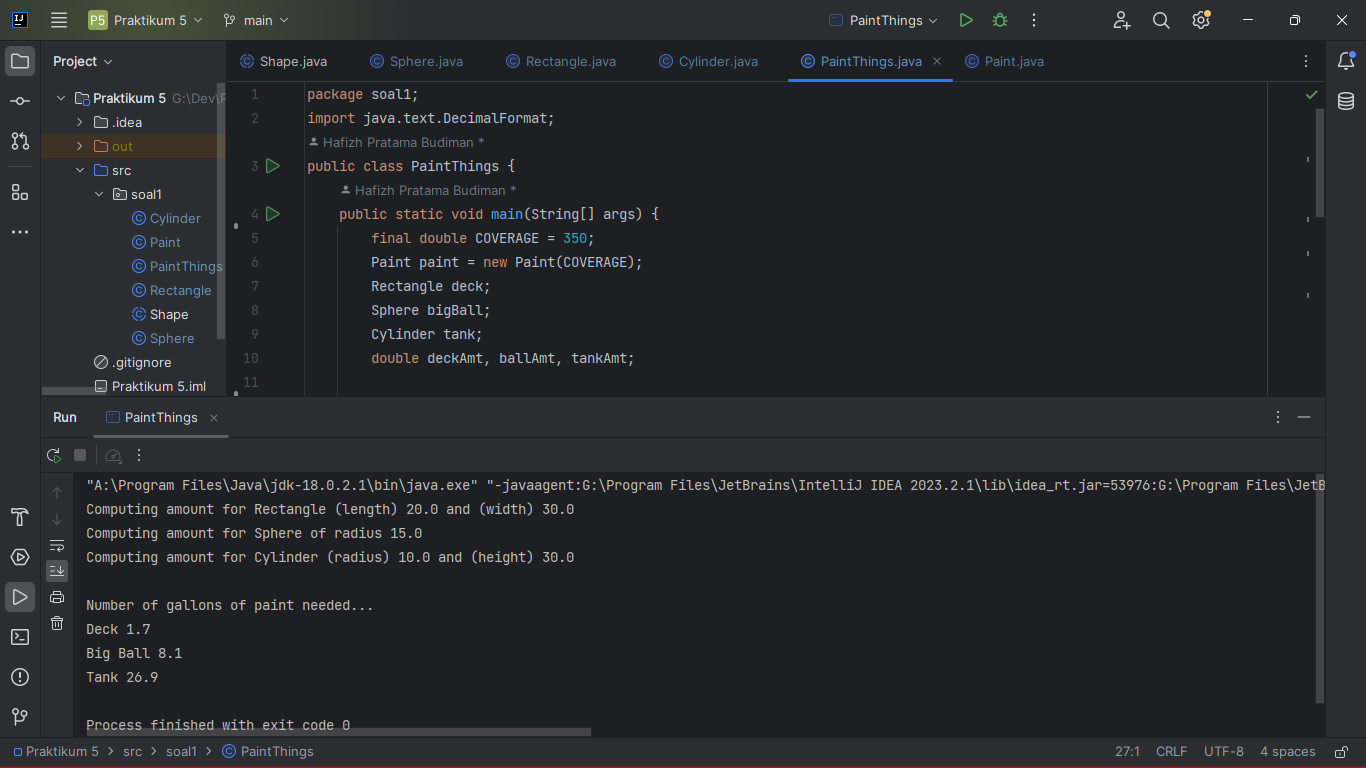 P5 Praktikum 5 main PaintThings
Project
Shape.java Sphere.java Rectangle.java Cylinder.java PaintThings.java Paint.java
Praktikum 5 G:\Dev\
.idea
out
src
soal1
Cylinder
Paint
PaintThings
Rectangle
Shape
Sphere
.gitignore
Praktikum 5.iml
1 package soal1;
2 import java.text.DecimalFormat;
Hafizh Pratama Budiman *
3 public class PaintThings {
Hafizh Pratama Budiman *
4 public static void main(String[] args) {
5 final double COVERAGE = 350;
6 Paint paint = new Paint(COVERAGE);
7 Rectangle deck;
8 Sphere bigBall;
9 Cylinder tank;
10 double deckAmt, ballAmt, tankAmt;
11
Run PaintThings
"A:\Program Files\Java\jdk-18.0.2.1\bin\java.exe" "-javaagent:G:\Program Files\JetBrains\IntelliJ IDEA 2023.2.1\lib\idea_rt.jar=53976:G:\Program Files\JetB
Computing amount for Rectangle (length) 20.0 and (width) 30.0
Computing amount for Sphere of radius 15.0
Computing amount for Cylinder (radius) 10.0 and (height) 30.0
Number of gallons of paint needed...
Deck 1.7
Big Ball 8.1
Tank 26.9
Process finished with exit code 0
Praktikum 5 > src > soal1 > PaintThings 27:1 CRLF UTF-8 4 spaces